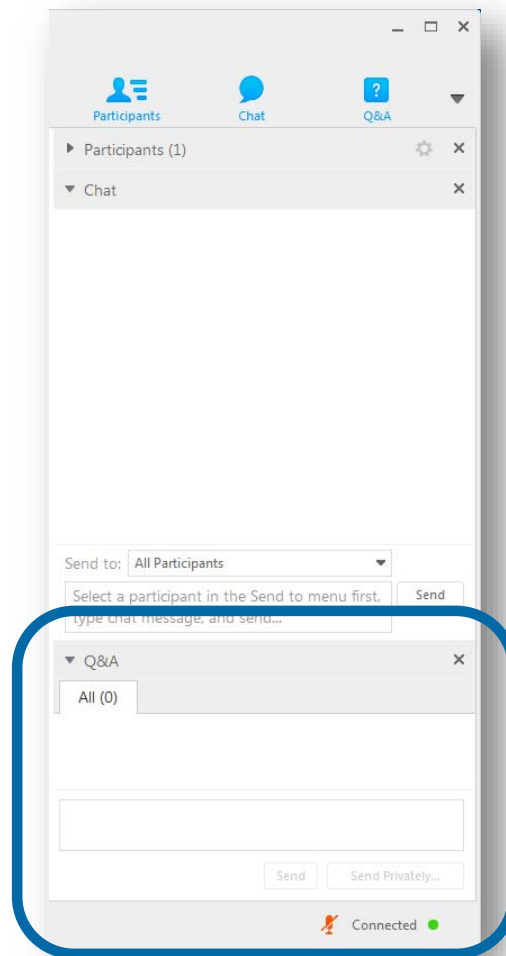 Participants Chat Q&A
Participants (1)
Chat
Send to: All Participants
Select a participant in the Send to menu first, Send
type chat message, and send...
Q&A
All (0)
Send Send Privately...
Connected